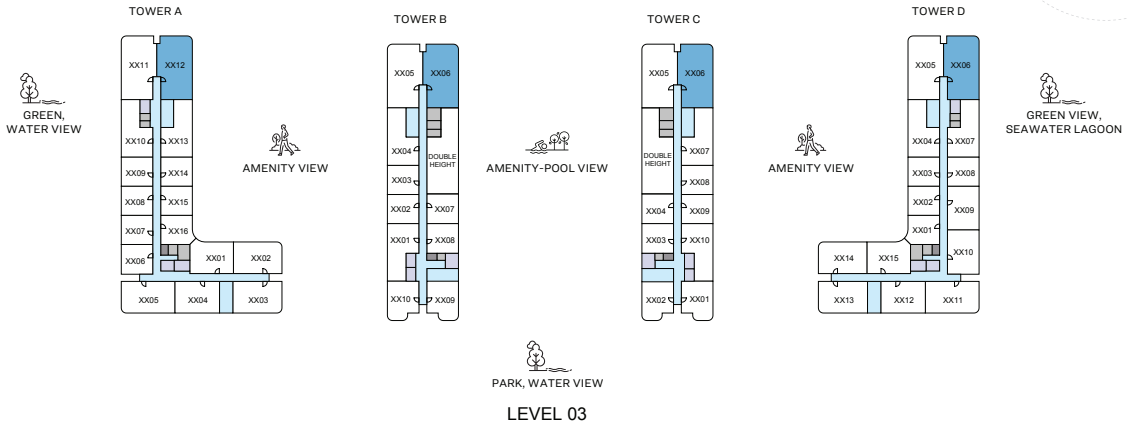 TOWER A
TOWER B
TOWER C
TOWER D
XX11
XX12
XX10
XX13
XX09
XX14
XX08
XX15
XX07
XX16
XX06
XX01
XX02
XX05
XX04
XX03
GREEN,
WATER VIEW
AMENITY VIEW
XX05
XX06
XX04
DOUBLE
HEIGHT
XX03
XX02
XX07
XX01
XX08
XX10
XX09
AMENITY-POOL VIEW
XX05
XX06
XX07
DOUBLE
HEIGHT
XX08
XX04
XX09
XX03
XX10
XX02
XX01
AMENITY VIEW
XX05
XX06
XX04
XX07
XX03
XX08
XX02
XX09
XX01
XX10
XX14
XX15
XX13
XX12
XX11
GREEN VIEW,
SEAWATER LAGOON
PARK, WATER VIEW
LEVEL 03